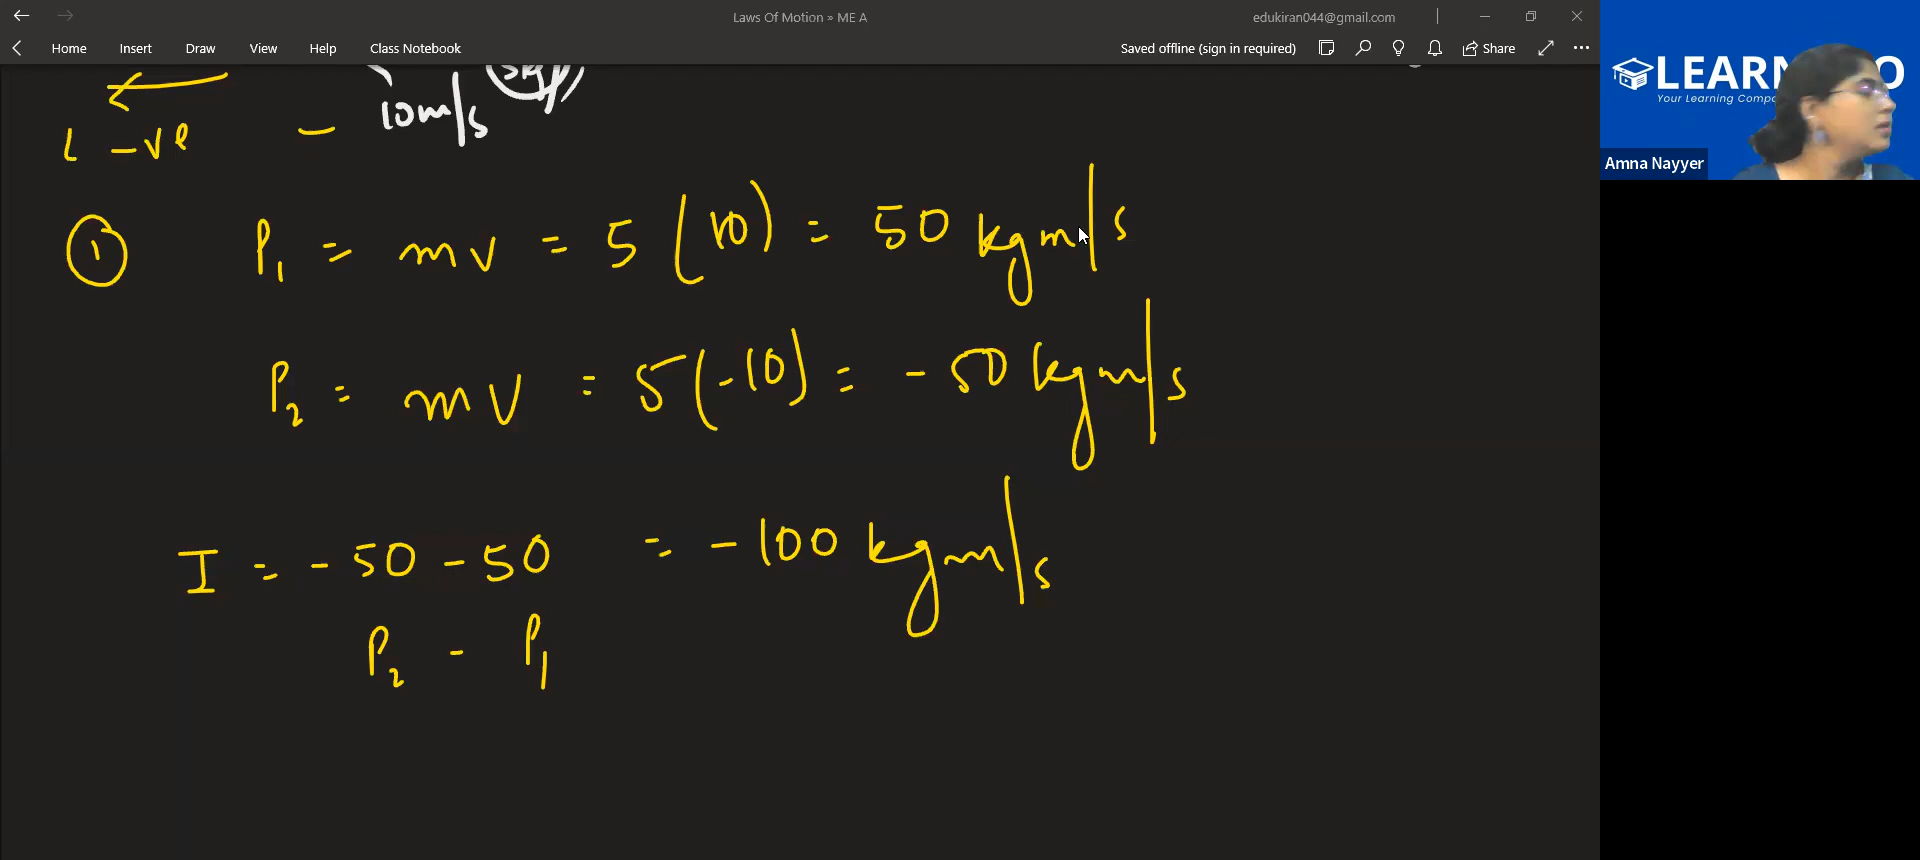 Laws Of Motion » ME A
edukiran044@gmail.com
Home Insert Draw View Help Class Notebook
Saved offline (sign in required)
Share
LEARN O
Your Learning Compa
Amna Nayyer
L -ve
-
10m/s
5kg
① P₁ = mv = 5(10) = 50 kgm/s
P₂ = mv = 5(-10) = -50 kgm/s
I = -50 -50 = -100 kgm/s
P₂ - P₁